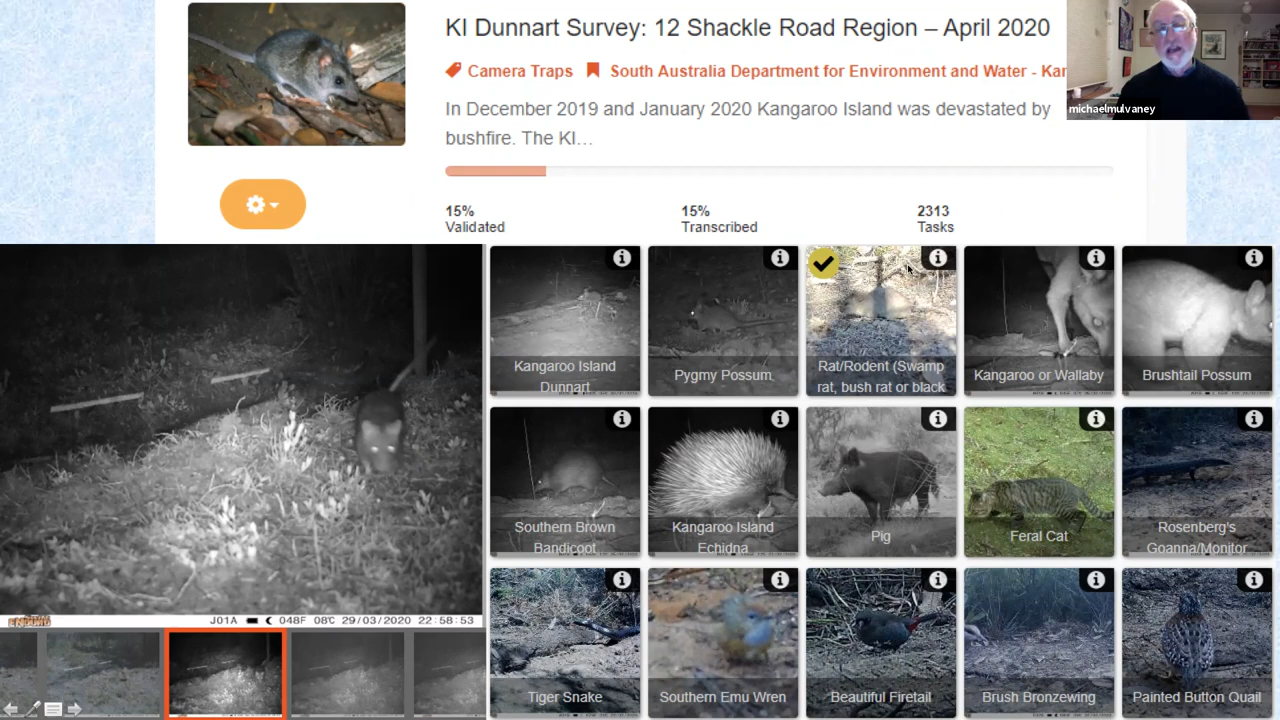 KI Dunnart Survey: 12 Shackle Road Region – April 2020
Camera Traps
South Australia Department for Environment and Water - Kar
michaelmulvaney
In December 2019 and January 2020 Kangaroo Island was devastated by
bushfire. The KI…
15%
Validated
15%
Transcribed
2313
Tasks
J01A 048F 08°C 29/03/2020 22:58:53
Kangaroo Island
Dunnart
Pygmy Possum
Rat/Rodent (Swamp
rat, bush rat or black
Kangaroo or Wallaby
Brushtail Possum
Southern Brown
Bandicoot
Kangaroo Island
Echidna
Pig
Feral Cat
Rosenberg's
Goanna/Monitor
Tiger Snake
Southern Emu Wren
Beautiful Firetail
Brush Bronzewing
Painted Button Quail